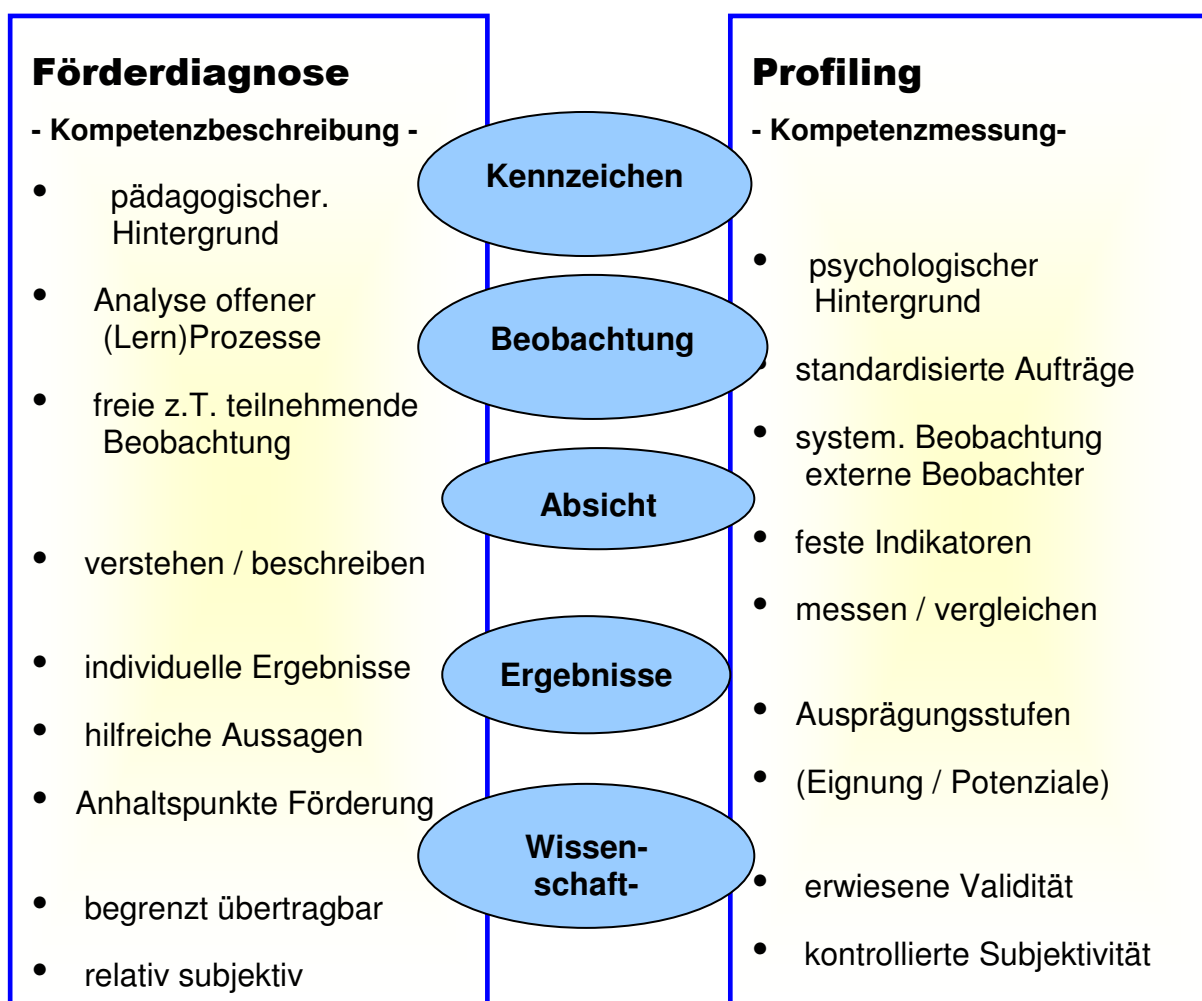 Förderdiagnose
- Kompetenzbeschreibung -
• pädagogischer.
Hintergrund
• Analyse offener
(Lern)Prozesse
• freie z.T. teilnehmende
Beobachtung
• verstehen / beschreiben
• individuelle Ergebnisse
• hilfreiche Aussagen
• Anhaltspunkte Förderung
• begrenzt übertragbar
• relativ subjektiv
Kennzeichen
Beobachtung
Absicht
Ergebnisse
Wissen-
schaft-
Profiling
- Kompetenzmessung-
• psychologischer
Hintergrund
• standardisierte Aufträge
• system. Beobachtung
externe Beobachter
• feste Indikatoren
• messen / vergleichen
• Ausprägungsstufen
• (Eignung / Potenziale)
• erwiesene Validität
• kontrollierte Subjektivität